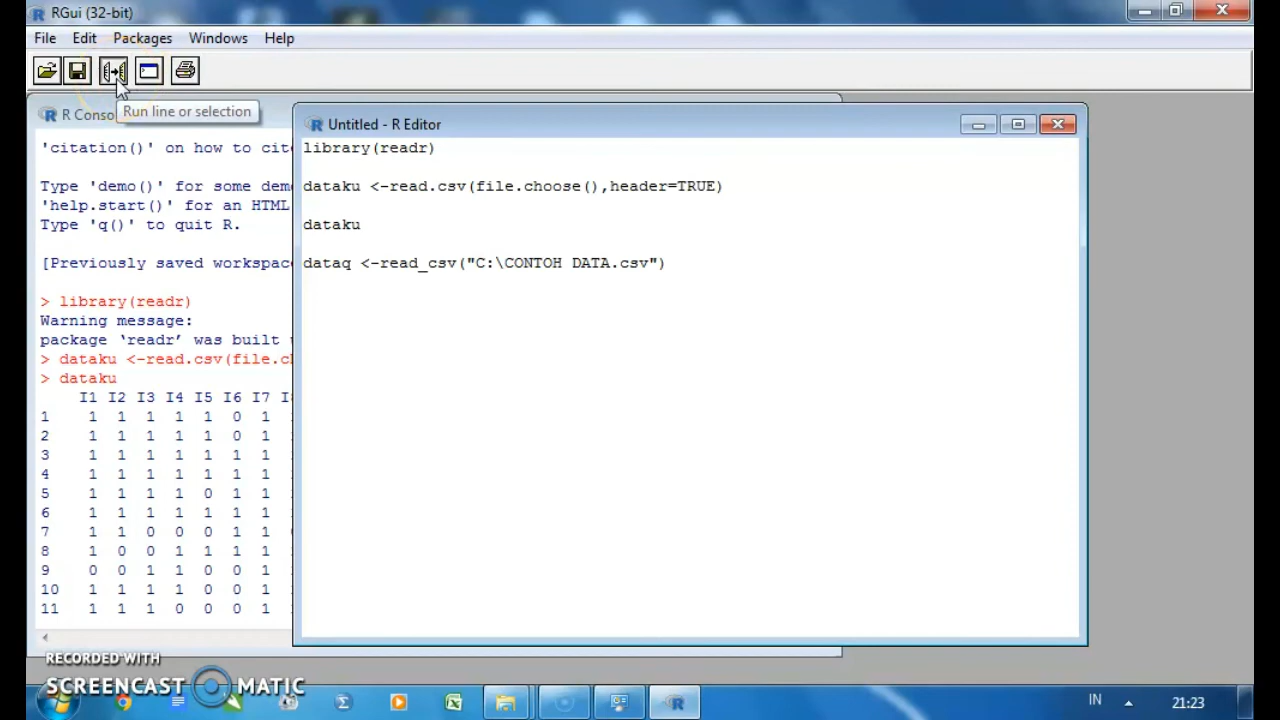 RGui (32-bit)
File Edit Packages Windows Help
Run line or selection
R Conso
'citation()' on how to cit
Type 'demo()' for some dem
'help.start()' for an HTML
Type 'q()' to quit R.
[Previously saved workspac
> library(readr)
Warning message:
package ‘readr’ was built
> dataku <-read.csv(file.c
> dataku
I1 I2 I3 I4 I5 I6 I7
1 1 1 1 1 1 0 1
2 1 1 1 1 1 0 1
3 1 1 1 1 1 1 1
4 1 1 1 1 1 1 1
5 1 1 1 1 0 1 1
6 1 1 1 1 1 1 1
7 1 1 0 0 0 1 1
8 1 0 0 1 1 1 1
9 0 0 1 1 0 0 1
10 1 1 1 1 0 0 1
11 1 1 1 0 0 0 1
Untitled - R Editor
library(readr)
dataku <-read.csv(file.choose(),header=TRUE)
dataku
dataq <-read_csv("C:\CONTOH DATA.csv")
RECORDED WITH
SCREENCAST MATIC
IN
21:23